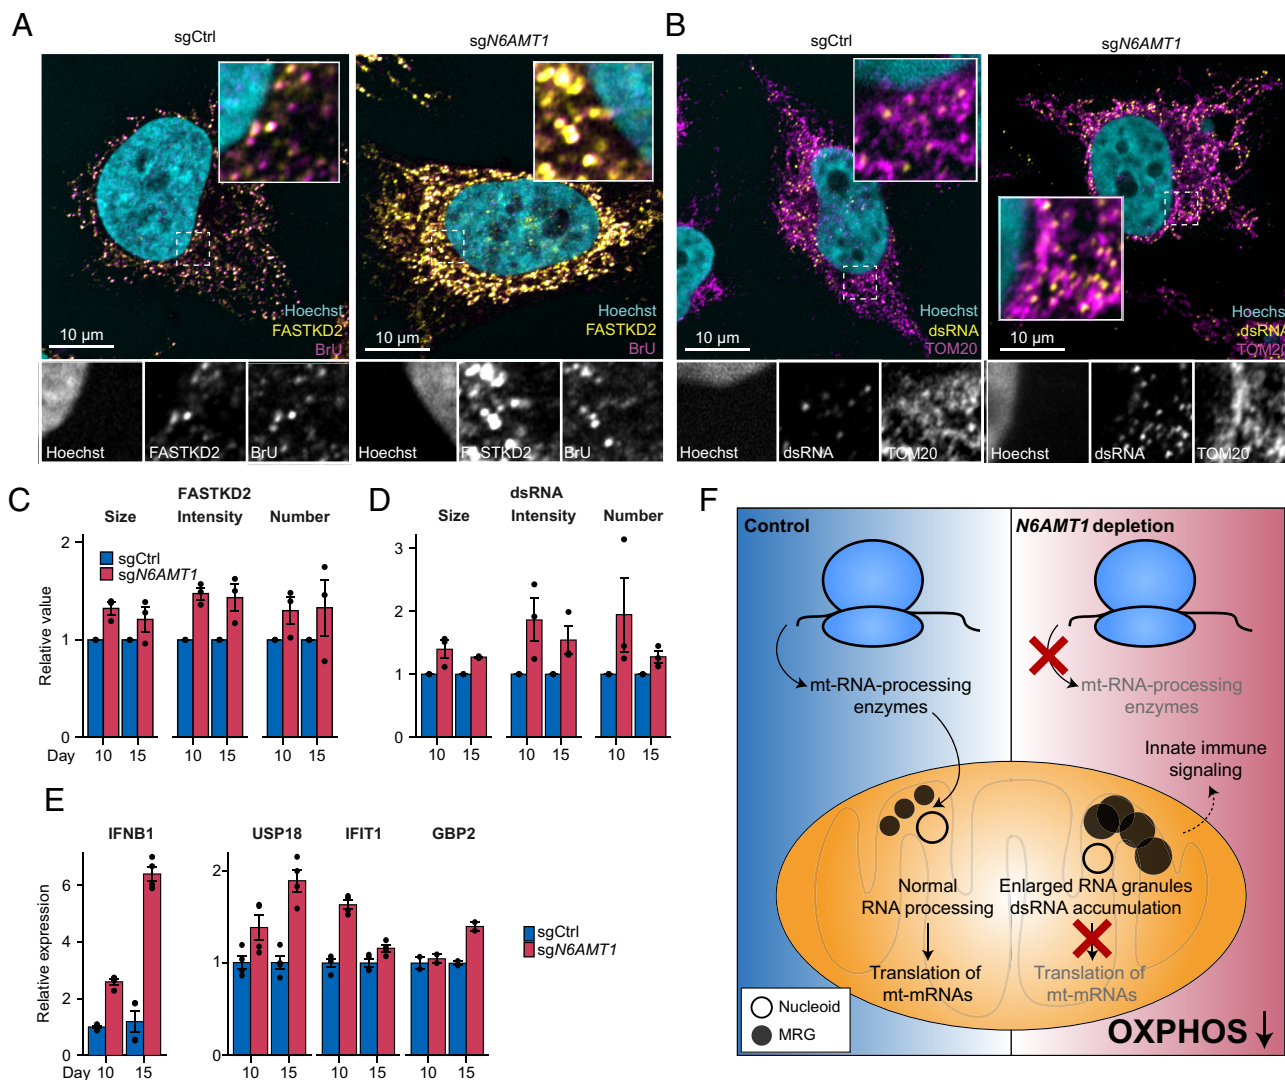 A
sgCtrl
sgN6AMT1
Hoechst
FASTKD2
BrU
10 µm
Hoechst
FASTKD2
BrU
10 µm
Hoechst
FASTKD2
BrU
Hoechst
FASTKD2
BrU
B
sgCtrl
sgN6AMT1
Hoechst
dsRNA
TOM20
10 µm
Hoechst
dsRNA
TOM20
10 µm
Hoechst
dsRNA
TOM20
Hoechst
dsRNA
TOM20
C
FASTKD2
Size Intensity Number
sgCtrl
sgN6AMT1
Relative value
2
1
0
Day 10 15 10 15 10 15
D
dsRNA
Size Intensity Number
3
2
1
0
10 15 10 15 10 15
E
IFNB1 USP18 IFIT1 GBP2
Relative expression
6
4
2
0
2
1
0
sgCtrl
sgN6AMT1
Day 10 15 10 15 10 15 10 15
F
Control
N6AMT1 depletion
mt-RNA-processing
enzymes
mt-RNA-processing
enzymes
Innate immune
signaling
Normal
RNA processing
Enlarged RNA granules
dsRNA accumulation
Translation of
mt-mRNAs
Translation of
mt-mRNAs
Nucleoid
MRG
OXPHOS